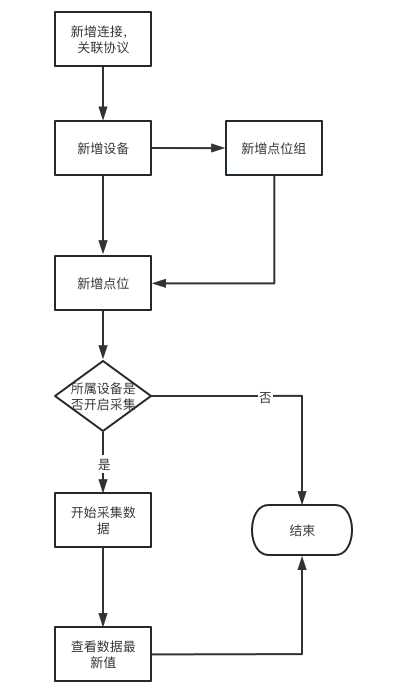 新增连接，
关联协议
新增设备
新增点位组
新增点位
所属设备是
否开启采集
否
是
开始采集数
据
结束
查看数据最
新值